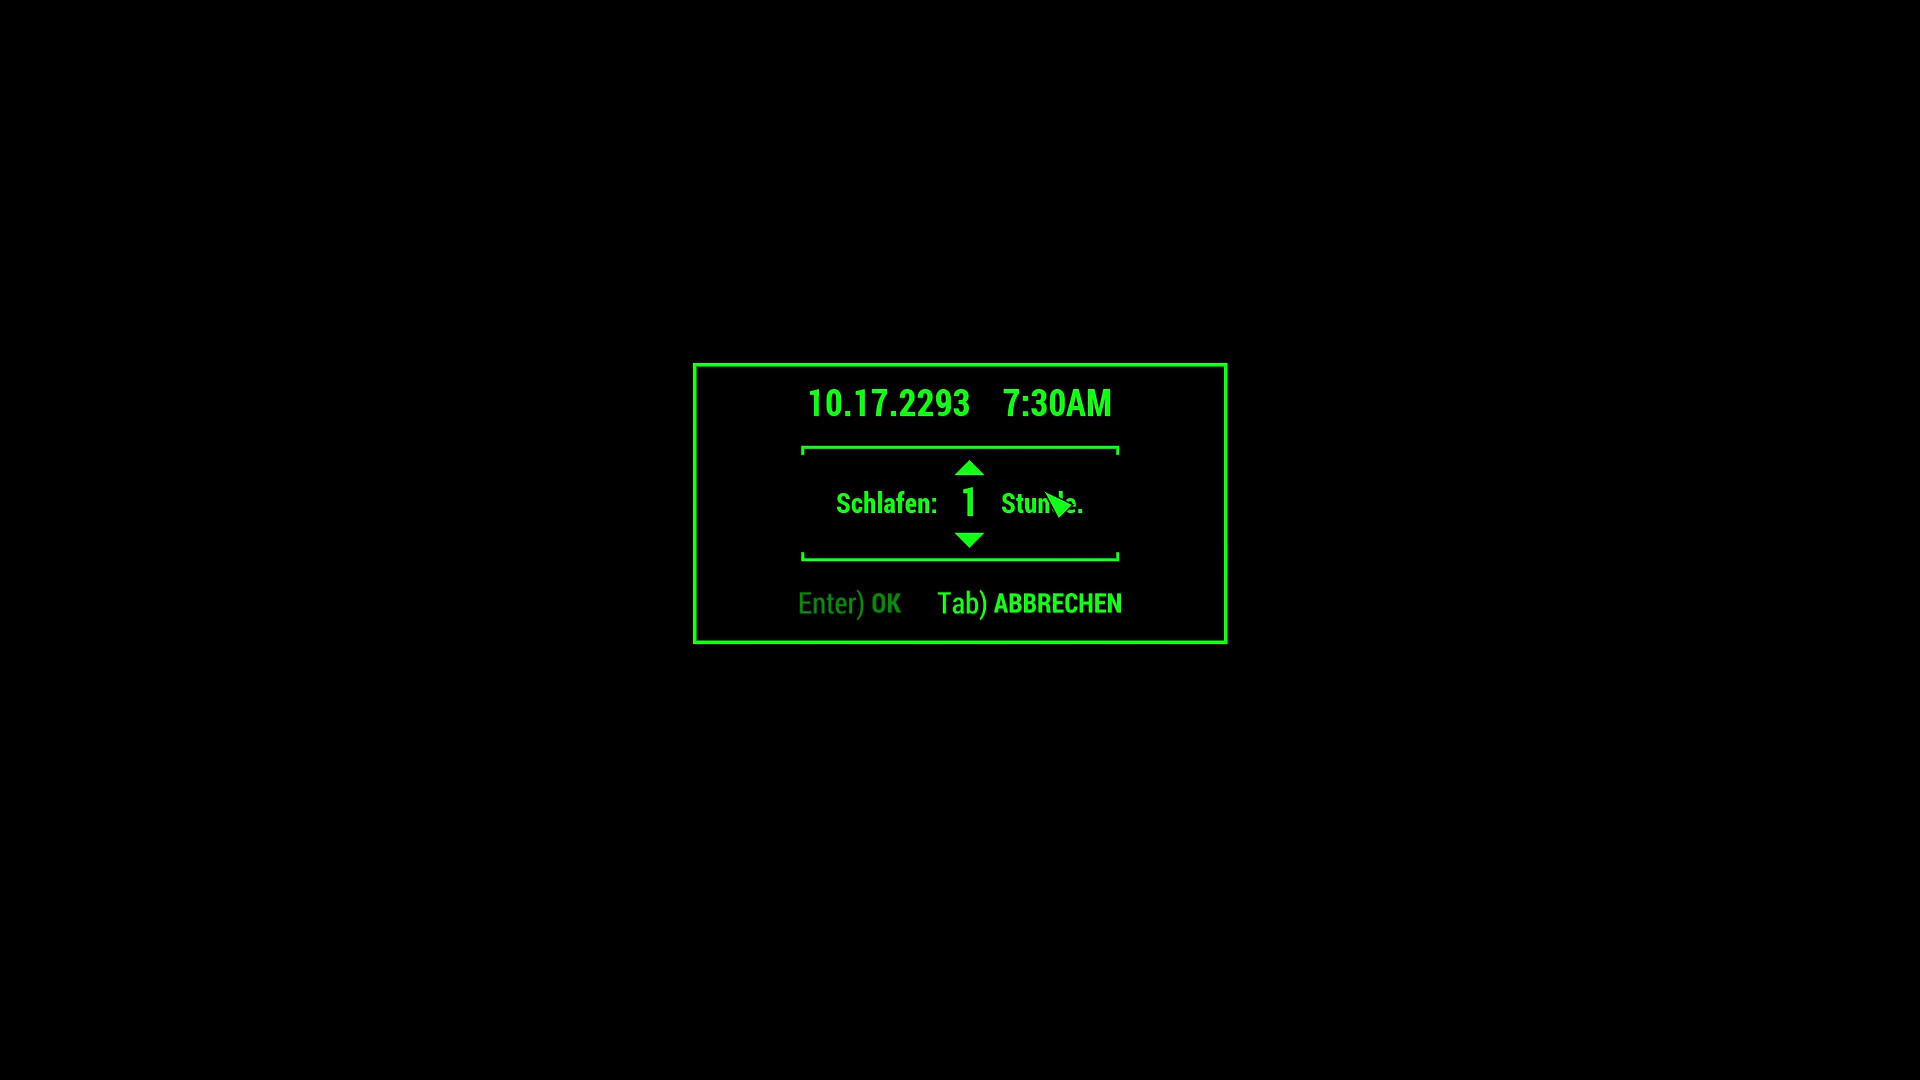 10.17.2293 7:30AM
Schlafen: 1 Stunde.
Enter) OK Tab) ABBRECHEN